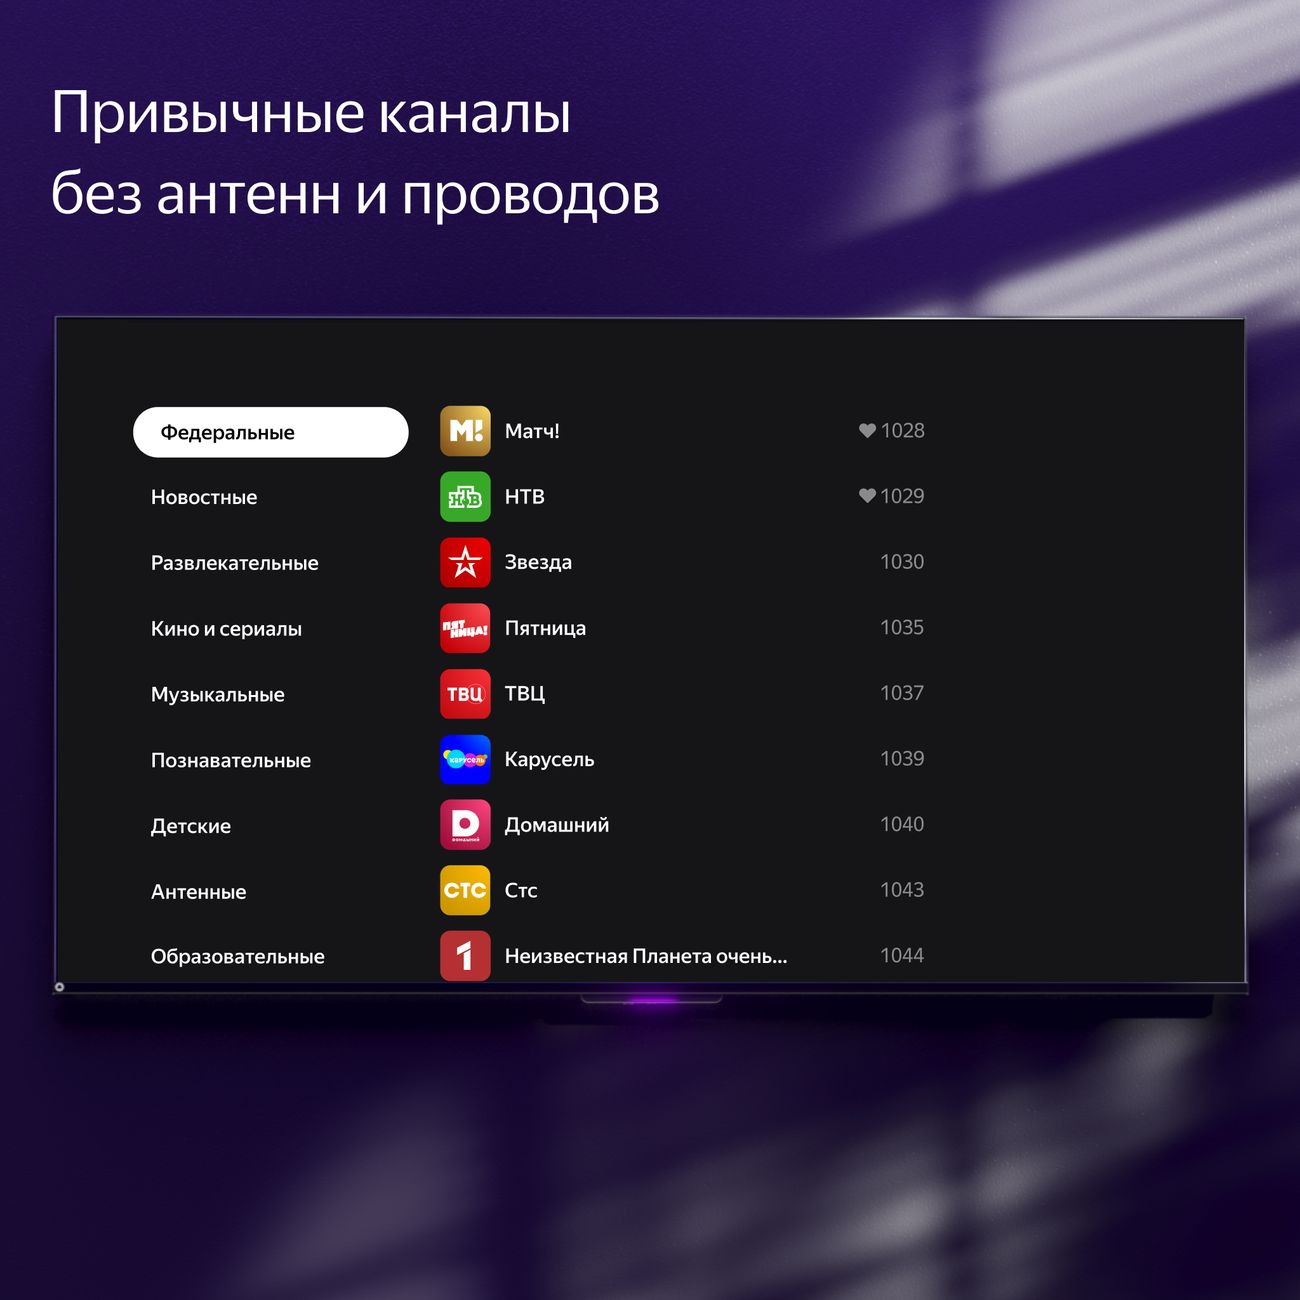 Привычные каналы
без антенн и проводов
Федеральные
М! Матч! 1028
Новостные
НТВ НТВ 1029
Развлекательные
Звезда 1030
Кино и сериалы
ПЯТНИЦА! Пятница 1035
Музыкальные
ТВЦ ТВЦ 1037
Познавательные
карусель Карусель 1039
Детские
D домашний Домашний 1040
Антенные
СТС Стс 1043
Образовательные
1 Неизвестная Планета очень... 1044